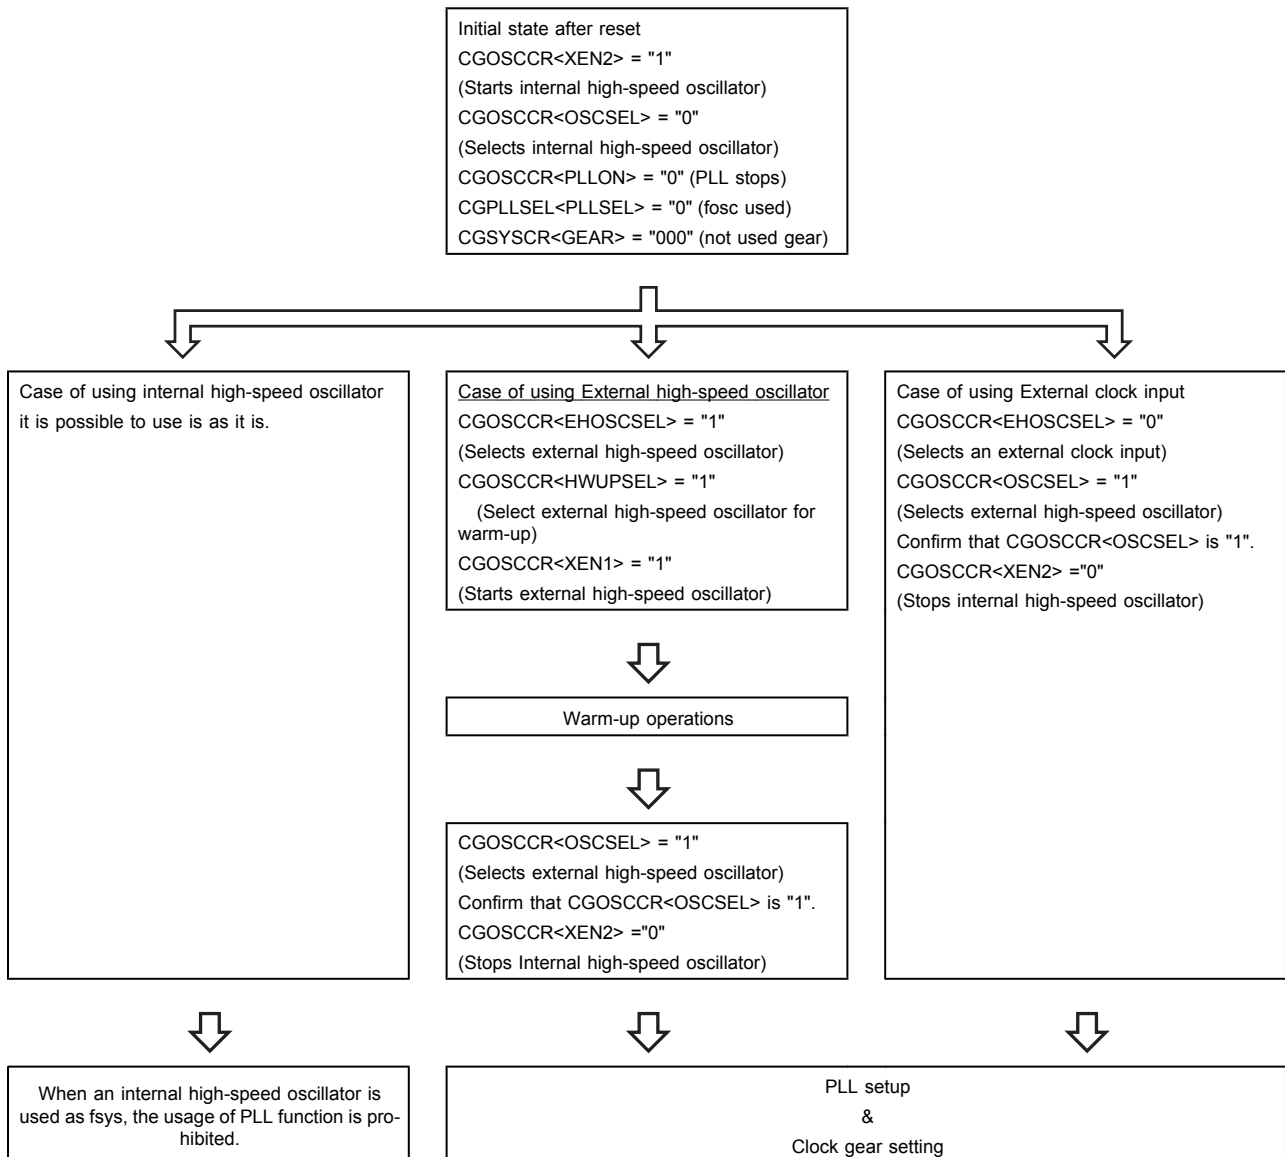 Initial state after reset
CGOSCCR<XEN2> = "1"
(Starts internal high-speed oscillator)
CGOSCCR<OSCSEL> = "0"
(Selects internal high-speed oscillator)
CGOSCCR<PLLON> = "0" (PLL stops)
CGPLLSEL<PLLSEL> = "0" (fosc used)
CGSYSCR<GEAR> = "000" (not used gear)
Case of using internal high-speed oscillator
it is possible to use is as it is.
Case of using External high-speed oscillator
CGOSCCR<EHOSCSEL> = "1"
(Selects external high-speed oscillator)
CGOSCCR<HWUPSEL> = "1"
(Select external high-speed oscillator for
warm-up)
CGOSCCR<XEN1> = "1"
(Starts external high-speed oscillator)
Warm-up operations
CGOSCCR<OSCSEL> = "1"
(Selects external high-speed oscillator)
Confirm that CGOSCCR<OSCSEL> is "1".
CGOSCCR<XEN2> ="0"
(Stops Internal high-speed oscillator)
Case of using External clock input
CGOSCCR<EHOSCSEL> = "0"
(Selects an external clock input)
CGOSCCR<OSCSEL> = "1"
(Selects external high-speed oscillator)
Confirm that CGOSCCR<OSCSEL> is "1".
CGOSCCR<XEN2> ="0"
(Stops internal high-speed oscillator)
When an internal high-speed oscillator is
used as fsys, the usage of PLL function is pro-
hibited.
PLL setup
&
Clock gear setting